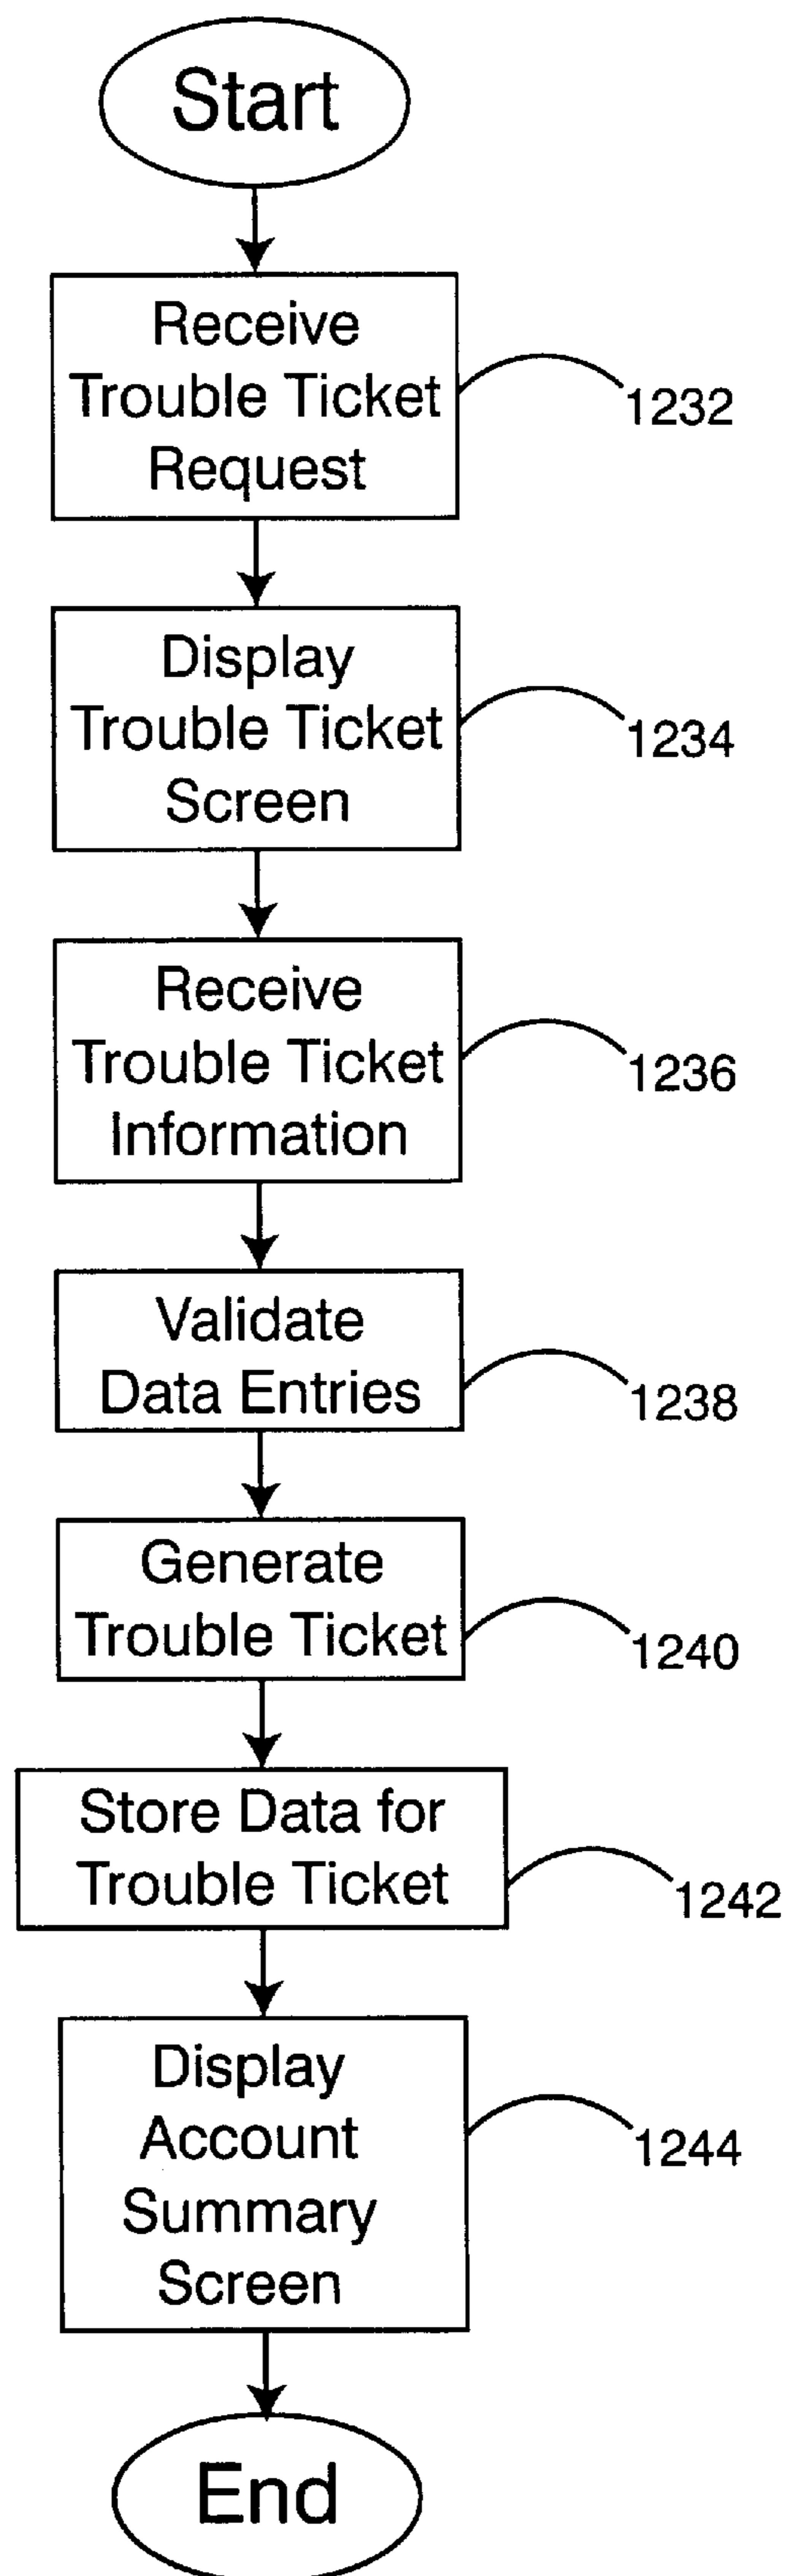 Start
Receive
Trouble Ticket
Request
1232
Display
Trouble Ticket
Screen
1234
Receive
Trouble Ticket
Information
1236
Validate
Data Entries
1238
Generate
Trouble Ticket
1240
Store Data for
Trouble Ticket
1242
Display
Account
Summary
Screen
1244
End